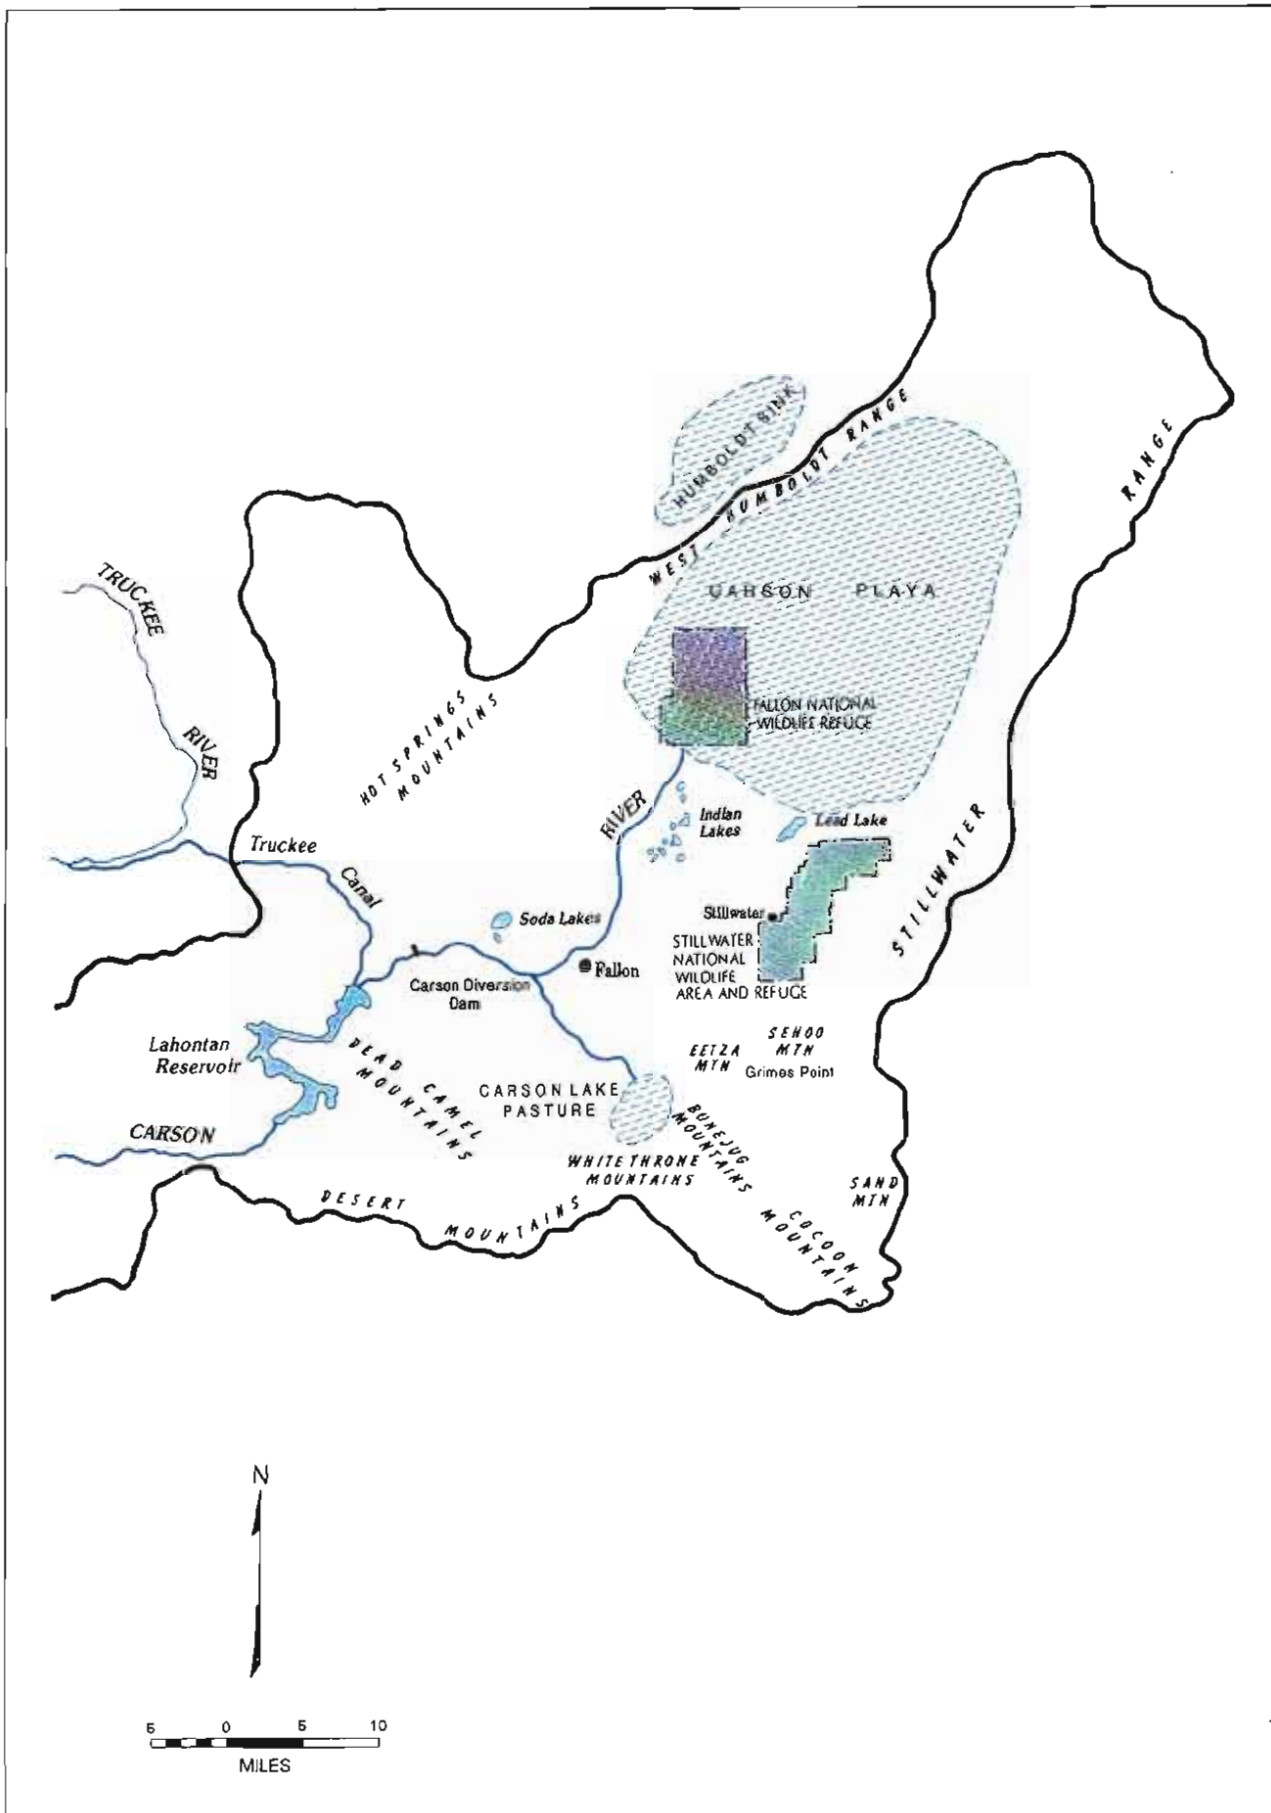 HUMBOLDT SINK
WEST HUMBOLDT RANGE
STILLWATER RANGE
TRUCKEE
RIVER
CARSON PLAYA
HOT SPRINGS
MOUNTAINS
FALLON NATIONAL
WILDLIFE REFUGE
RIVER
Indian
Lakes
Lead Lake
Truckee
Canal
Soda Lakes
Stillwater
STILLWATER
NATIONAL
WILDLIFE
AREA AND REFUGE
Fallon
Carson Diversion
Dam
Lahontan
Reservoir
DEAD CAMEL
MOUNTAINS
SEHOO
MTN
EETZA
MTN
Grimes Point
CARSON LAKE
PASTURE
BUNEJUG
MOUNTAINS
CARSON
WHITE THRONE
MOUNTAINS
SAND
MTN
DESERT MOUNTAINS
COCOON
MOUNTAINS
N
5 0 5 10
MILES